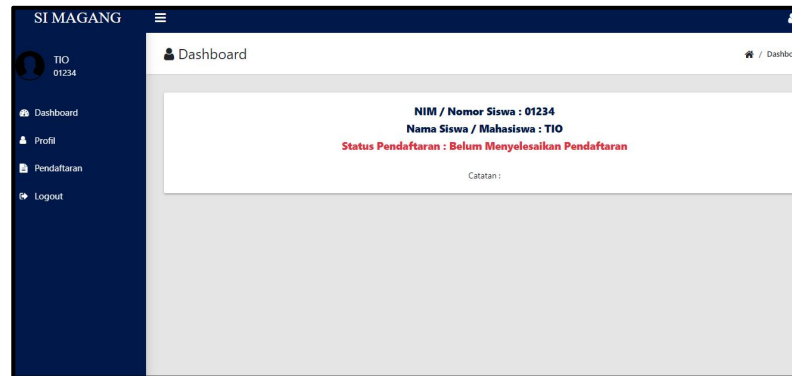 SI MAGANG
TIO
01234
Dashboard
Profil
Pendaftaran
Logout
Dashboard
/ Dashbo
NIM / Nomor Siswa : 01234
Nama Siswa / Mahasiswa : TIO
Status Pendaftaran : Belum Menyelesaikan Pendaftaran
Catatan :